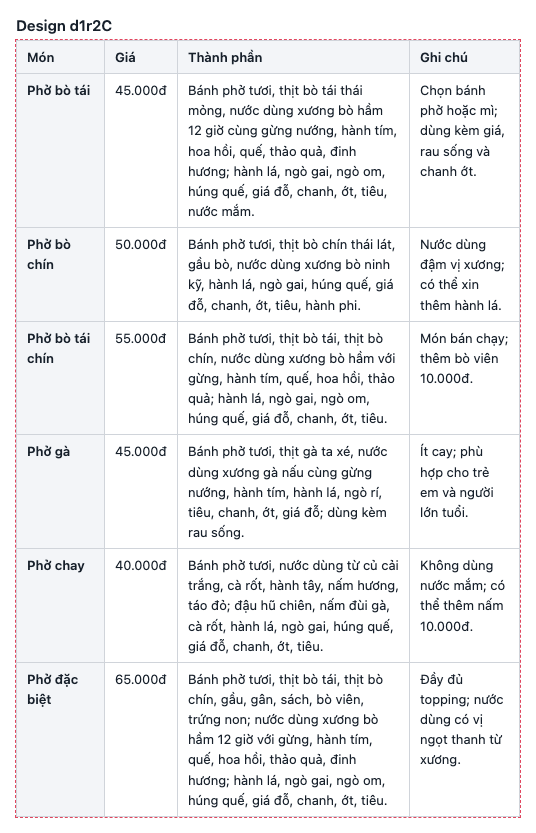 Design d1r2C
Món Giá Thành phần Ghi chú
Phở bò tái 45.000đ Bánh phở tươi, thịt bò tái thái Chọn bánh
mỏng, nước dùng xương bò hầm phở hoặc mì;
12 giờ cùng gừng nướng, hành tím, dùng kèm giá,
hoa hồi, quế, thảo quả, đinh rau sống và
hương; hành lá, ngò gai, ngò om, chanh ớt.
húng quế, giá đỗ, chanh, ớt, tiêu,
nước mắm.
Phở bò 50.000đ Bánh phở tươi, thịt bò chín thái lát, Nước dùng
chín gầu bò, nước dùng xương bò ninh đậm vị xương;
kỹ, hành lá, ngò gai, húng quế, giá có thể xin
đỗ, chanh, ớt, tiêu, hành phi. thêm hành lá.
Phở bò tái 55.000đ Bánh phở tươi, thịt bò tái, thịt bò Món bán chạy;
chín chín, nước dùng xương bò hầm với thêm bò viên
gừng, hành tím, quế, hoa hồi, thảo 10.000đ.
quả; hành lá, ngò gai, ngò om,
húng quế, giá đỗ, chanh, ớt, tiêu.
Phở gà 45.000đ Bánh phở tươi, thịt gà ta xé, nước Ít cay; phù
dùng xương gà nấu cùng gừng hợp cho trẻ
nướng, hành tím, hành lá, ngò rí, em và người
tiêu, chanh, ớt, giá đỗ; dùng kèm lớn tuổi.
rau sống.
Phở chay 40.000đ Bánh phở tươi, nước dùng từ củ cải Không dùng
trắng, cà rốt, hành tây, nấm hương, nước mắm; có
táo đỏ; đậu hũ chiên, nấm đùi gà, thể thêm nấm
cà rốt, hành lá, ngò gai, húng quế, 10.000đ.
giá đỗ, chanh, ớt, tiêu.
Phở đặc 65.000đ Bánh phở tươi, thịt bò tái, thịt bò Đầy đủ
biệt chín, gầu, gân, sách, bò viên, topping; nước
trứng non; nước dùng xương bò dùng có vị
hầm 12 giờ với gừng, hành tím, ngọt thanh từ
quế, hoa hồi, thảo quả, đinh xương.
hương; hành lá, ngò gai, ngò om,
húng quế, giá đỗ, chanh, ớt, tiêu.